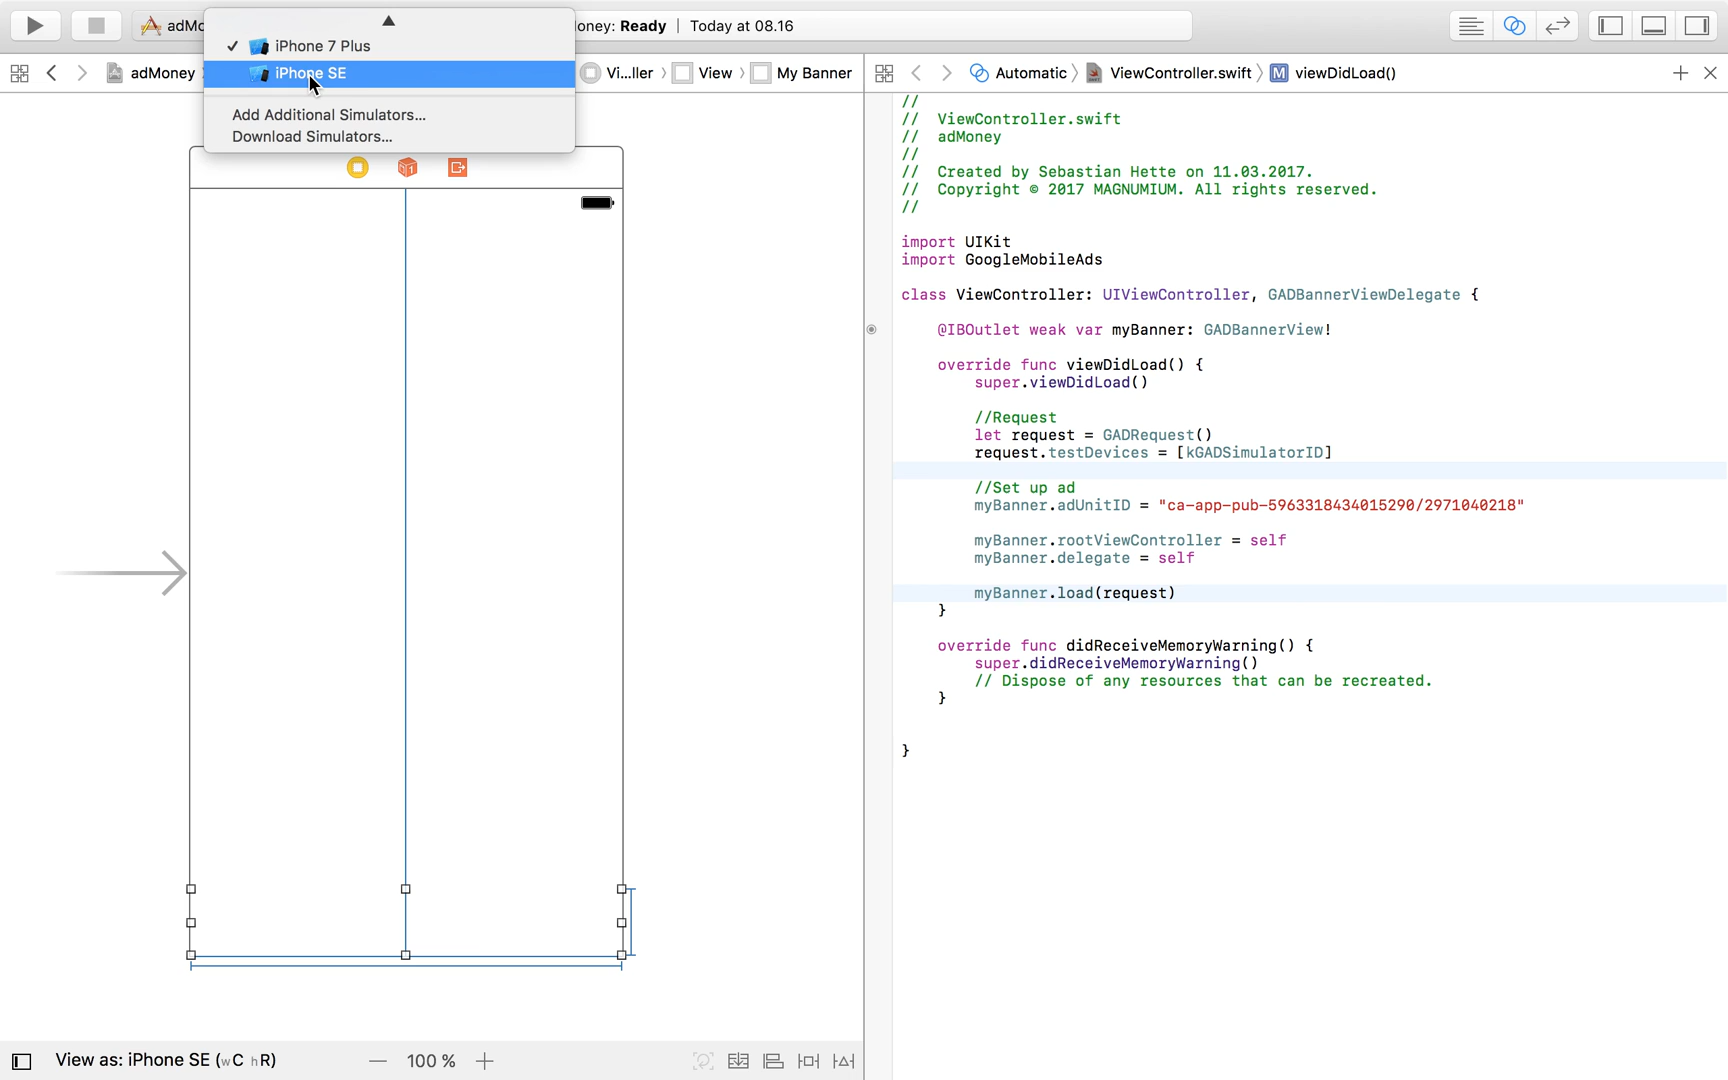 adMo
oney: Ready | Today at 08.16
iPhone 7 Plus
iPhone SE
Add Additional Simulators...
Download Simulators...
adMoney
Vi...ller
View
My Banner
Automatic
ViewController.swift
M
viewDidLoad()
//
// ViewController.swift
// adMoney
//
// Created by Sebastian Hette on 11.03.2017.
// Copyright © 2017 MAGNUMIUM. All rights reserved.
//
import UIKit
import GoogleMobileAds
class ViewController: UIViewController, GADBannerViewDelegate {
@IBOutlet weak var myBanner: GADBannerView!
override func viewDidLoad() {
super.viewDidLoad()
//Request
let request = GADRequest()
request.testDevices = [kGADSimulatorID]
//Set up ad
myBanner.adUnitID = "ca-app-pub-5963318434015290/2971040218"
myBanner.rootViewController = self
myBanner.delegate = self
myBanner.load(request)
}
override func didReceiveMemoryWarning() {
super.didReceiveMemoryWarning()
// Dispose of any resources that can be recreated.
}
}
View as: iPhone SE (wC hR)
100 %